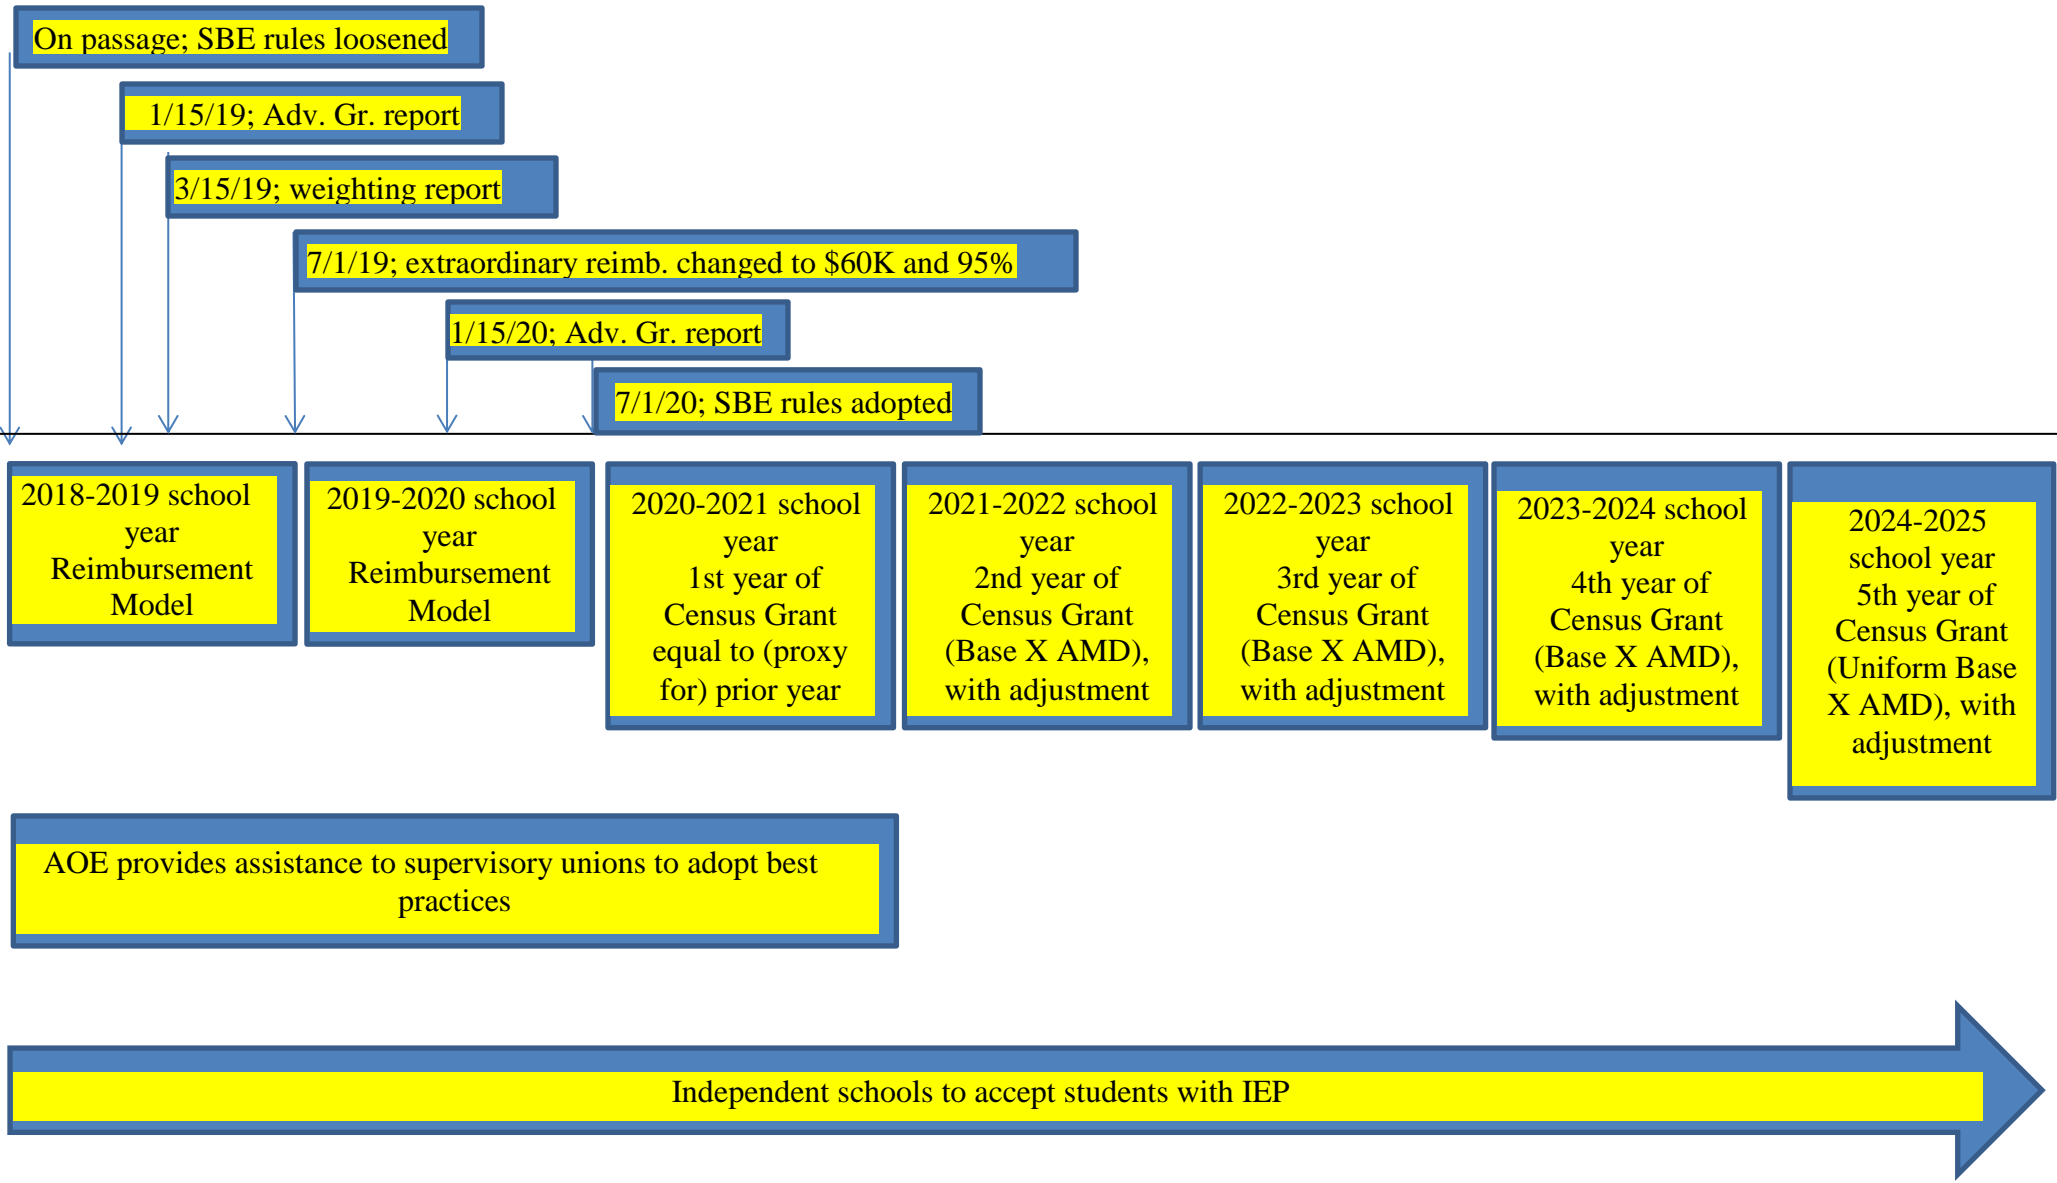 On passage; SBE rules loosened
1/15/19; Adv. Gr. report
3/15/19; weighting report
7/1/19; extraordinary reimb. changed to $60K and 95%
1/15/20; Adv. Gr. report
7/1/20; SBE rules adopted
2018-2019 school
year
Reimbursement
Model
2019-2020 school
year
Reimbursement
Model
2020-2021 school
year
1st year of
Census Grant
equal to (proxy
for) prior year
2021-2022 school
year
2nd year of
Census Grant
(Base X AMD),
with adjustment
2022-2023 school
year
3rd year of
Census Grant
(Base X AMD),
with adjustment
2023-2024 school
year
4th year of
Census Grant
(Base X AMD),
with adjustment
2024-2025
school year
5th year of
Census Grant
(Uniform Base
X AMD), with
adjustment
AOE provides assistance to supervisory unions to adopt best
practices
Independent schools to accept students with IEP